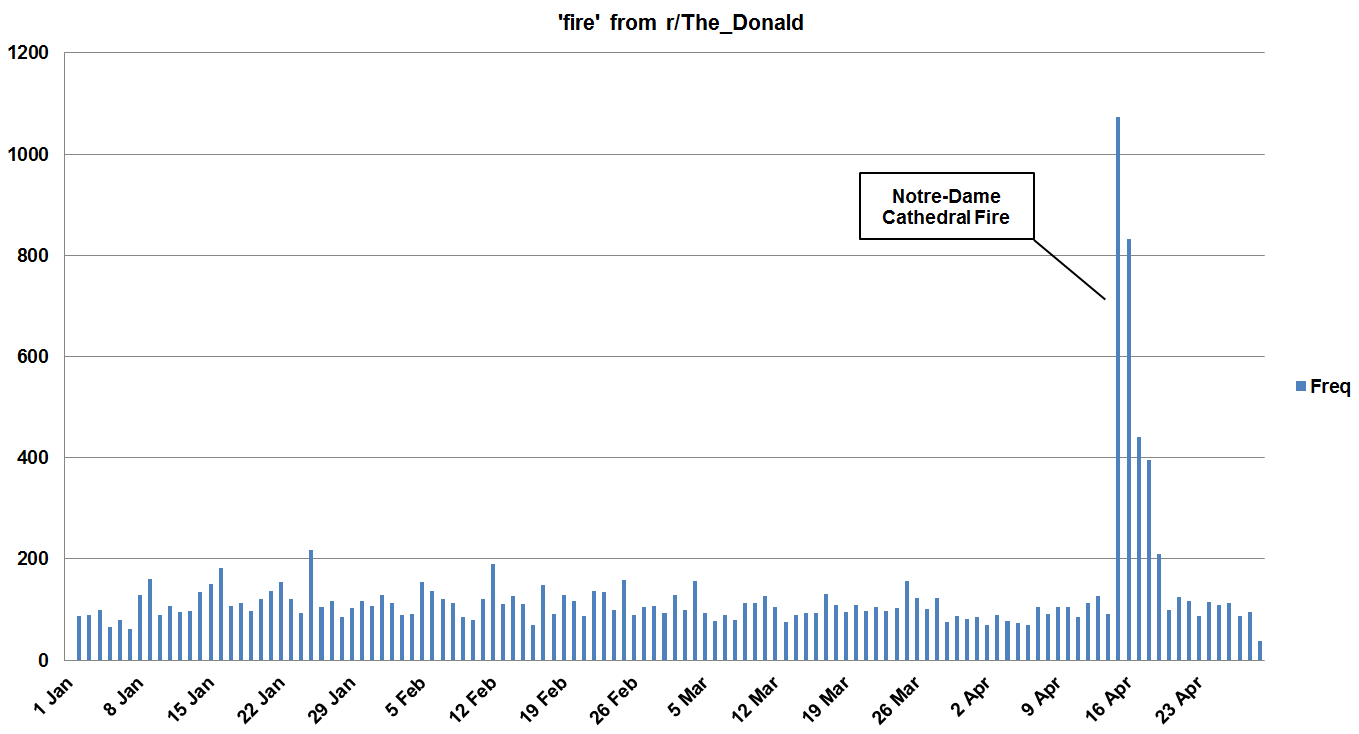 'fire' from r/The_Donald
1200
1000
800
600
400
200
0
Notre-Dame
Cathedral Fire
Freq
1 Jan
8 Jan
15 Jan
22 Jan
29 Jan
5 Feb
12 Feb
19 Feb
26 Feb
5 Mar
12 Mar
19 Mar
26 Mar
2 Apr
9 Apr
16 Apr
23 Apr